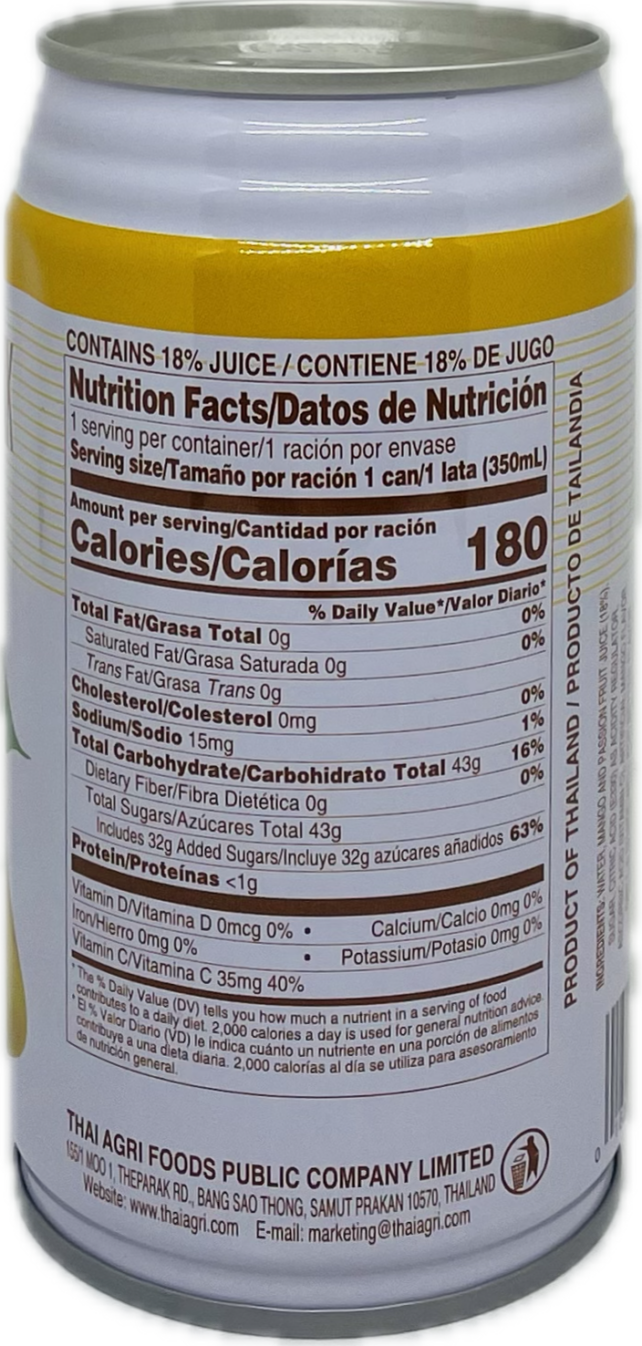 CONTAINS 18% JUICE / CONTIENE 18% DE JUGO
Nutrition Facts/Datos de Nutrición
1 serving per container/1 ración por envase
Serving size/Tamaño por ración 1 can/1 lata (350mL)
Amount per serving/Cantidad por ración
Calories/Calorías 180
% Daily Value*/Valor Diario*
Total Fat/Grasa Total 0g 0%
Saturated Fat/Grasa Saturada 0g 0%
Trans Fat/Grasa Trans 0g
Cholesterol/Colesterol 0mg 0%
Sodium/Sodio 15mg 1%
Total Carbohydrate/Carbohidrato Total 43g 16%
Dietary Fiber/Fibra Dietética 0g 0%
Total Sugars/Azúcares Total 43g
Includes 32g Added Sugars/Incluye 32g azúcares añadidos 63%
Protein/Proteínas <1g
Vitamin D/Vitamina D 0mcg 0% • Calcium/Calcio 0mg 0%
Iron/Hierro 0mg 0% • Potassium/Potasio 0mg 0%
Vitamin C/Vitamina C 35mg 40%
* The % Daily Value (DV) tells you how much a nutrient in a serving of food
contributes to a daily diet. 2,000 calories a day is used for general nutrition advice.
* El % Valor Diario (VD) le indica cuánto un nutriente en una porción de alimentos
contribuye a una dieta diaria. 2,000 calorías al día se utiliza para asesoramiento
de nutrición general.
THAI AGRI FOODS PUBLIC COMPANY LIMITED
155/1 MOO 1, THEPARAK RD., BANG SAO THONG, SAMUT PRAKAN 10570, THAILAND
Website: www.thaiagri.com E-mail: marketing@thaiagri.com
PRODUCT OF THAILAND / PRODUCTO DE TAILANDIA
INGREDIENTS: WATER, MANGO AND PASSION FRUIT JUICE (18%),
SUGAR, CITRIC ACID (E330) AS ACIDITY REGULATOR,
0